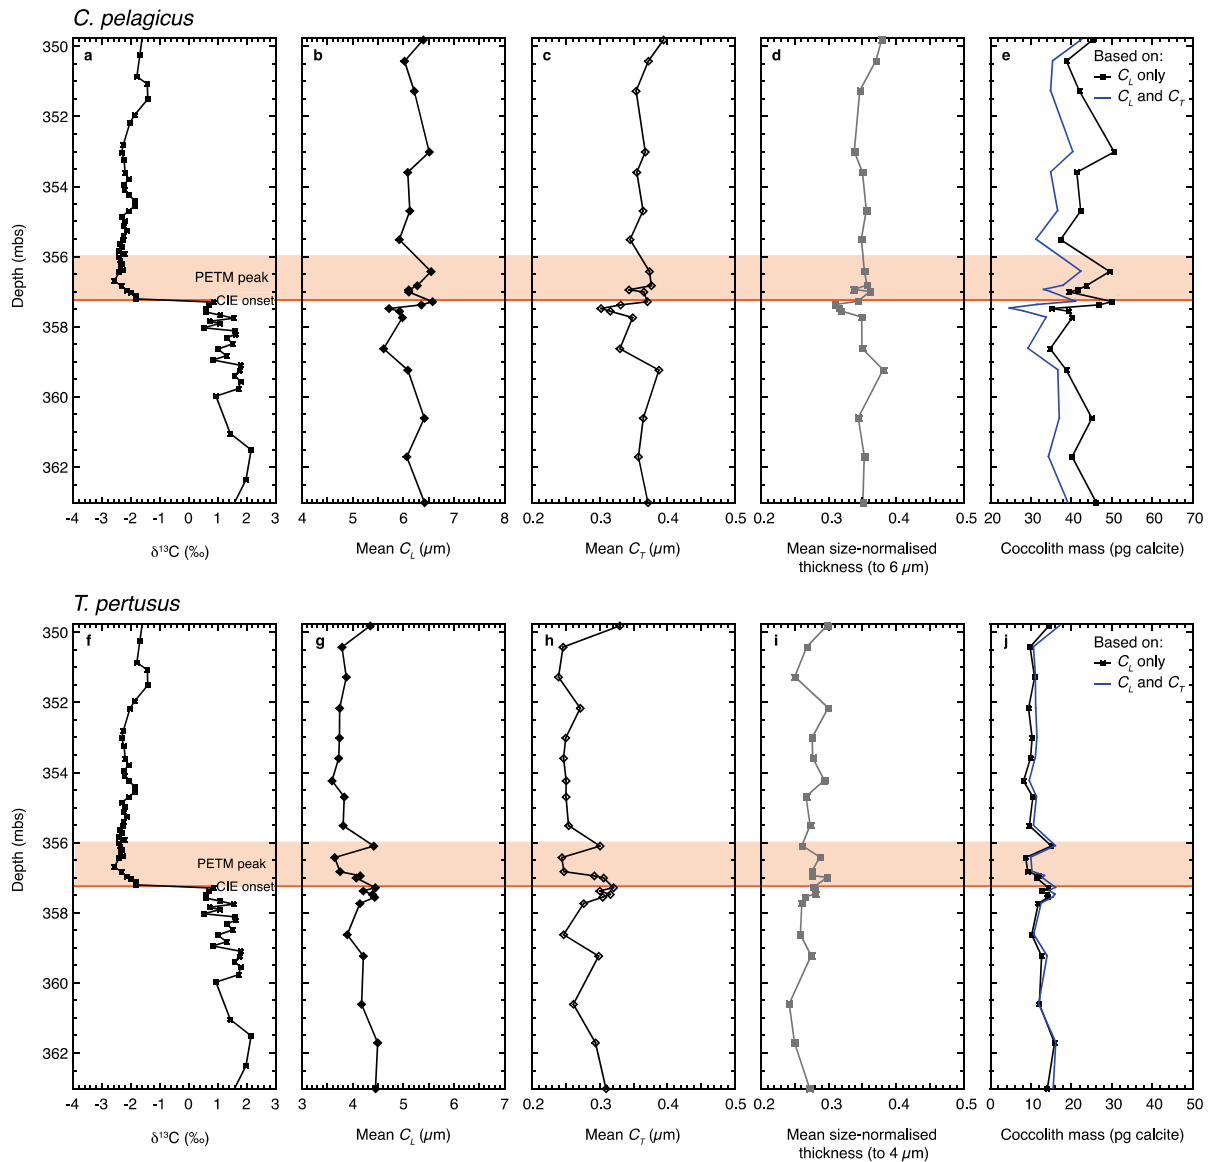 C. pelagicus
a
b
c
d
e
Based on:
C_L only
C_L and C_T
350
352
354
356
358
360
362
Depth (mbs)
PETM peak
CIE onset
-4 -3 -2 -1 0 1 2 3
4 5 6 7 8
0.2 0.3 0.4 0.5
0.2 0.3 0.4 0.5
20 30 40 50 60 70
δ¹³C (‰)
Mean C_L (µm)
Mean C_T (µm)
Mean size-normalised
thickness (to 6 µm)
Coccolith mass (pg calcite)
T. pertusus
f
g
h
i
j
Based on:
C_L only
C_L and C_T
350
352
354
356
358
360
362
Depth (mbs)
PETM peak
CIE onset
-4 -3 -2 -1 0 1 2 3
3 4 5 6 7
0.2 0.3 0.4 0.5
0.2 0.3 0.4 0.5
0 10 20 30 40 50
δ¹³C (‰)
Mean C_L (µm)
Mean C_T (µm)
Mean size-normalised
thickness (to 4 µm)
Coccolith mass (pg calcite)